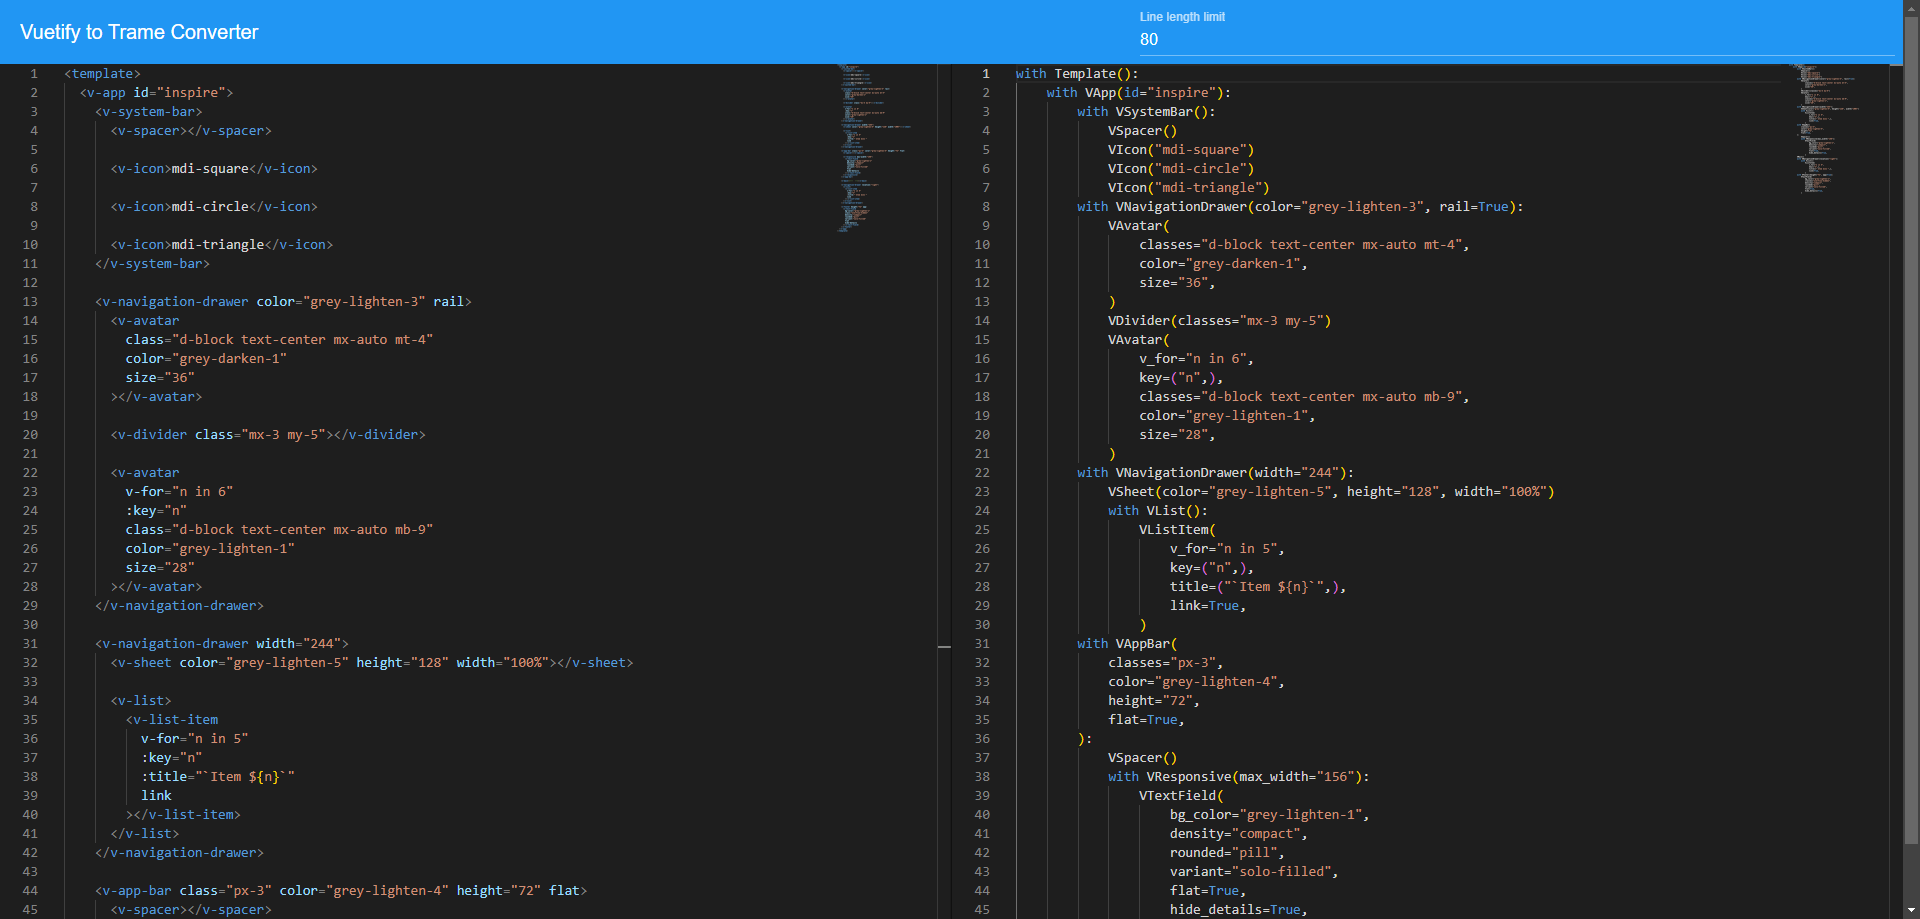 Vuetify to Trame Converter
Line length limit
80
1 <template>
2 <v-app id="inspire">
3 <v-system-bar>
4 <v-spacer></v-spacer>
5
6 <v-icon>mdi-square</v-icon>
7
8 <v-icon>mdi-circle</v-icon>
9
10 <v-icon>mdi-triangle</v-icon>
11 </v-system-bar>
12
13 <v-navigation-drawer color="grey-lighten-3" rail>
14 <v-avatar
15 class="d-block text-center mx-auto mt-4"
16 color="grey-darken-1"
17 size="36"
18 ></v-avatar>
19
20 <v-divider class="mx-3 my-5"></v-divider>
21
22 <v-avatar
23 v-for="n in 6"
24 :key="n"
25 class="d-block text-center mx-auto mb-9"
26 color="grey-lighten-1"
27 size="28"
28 ></v-avatar>
29 </v-navigation-drawer>
30
31 <v-navigation-drawer width="244">
32 <v-sheet color="grey-lighten-5" height="128" width="100%"></v-sheet>
33
34 <v-list>
35 <v-list-item
36 v-for="n in 5"
37 :key="n"
38 :title="`Item ${n}`"
39 link
40 ></v-list-item>
41 </v-list>
42 </v-navigation-drawer>
43
44 <v-app-bar class="px-3" color="grey-lighten-4" height="72" flat>
45 <v-spacer></v-spacer>
1 with Template():
2 with VApp(id="inspire"):
3 with VSystemBar():
4 VSpacer()
5 VIcon("mdi-square")
6 VIcon("mdi-circle")
7 VIcon("mdi-triangle")
8 with VNavigationDrawer(color="grey-lighten-3", rail=True):
9 VAvatar(
10 classes="d-block text-center mx-auto mt-4",
11 color="grey-darken-1",
12 size="36",
13 )
14 VDivider(classes="mx-3 my-5")
15 VAvatar(
16 v_for="n in 6",
17 key=("n",),
18 classes="d-block text-center mx-auto mb-9",
19 color="grey-lighten-1",
20 size="28",
21 )
22 with VNavigationDrawer(width="244"):
23 VSheet(color="grey-lighten-5", height="128", width="100%")
24 with VList():
25 VListItem(
26 v_for="n in 5",
27 key=("n",),
28 title=("`Item ${n}`",),
29 link=True,
30 )
31 with VAppBar(
32 classes="px-3",
33 color="grey-lighten-4",
34 height="72",
35 flat=True,
36 ):
37 VSpacer()
38 with VResponsive(max_width="156"):
39 VTextField(
40 bg_color="grey-lighten-1",
41 density="compact",
42 rounded="pill",
43 variant="solo-filled",
44 flat=True,
45 hide_details=True,